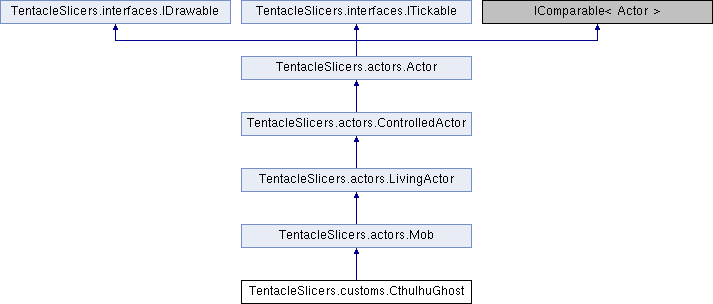 TentacleSlicers.interfaces.IDrawable
TentacleSlicers.interfaces.ITickable
IComparable< Actor >
TentacleSlicers.actors.Actor
TentacleSlicers.actors.ControlledActor
TentacleSlicers.actors.LivingActor
TentacleSlicers.actors.Mob
TentacleSlicers.customs.CthulhuGhost